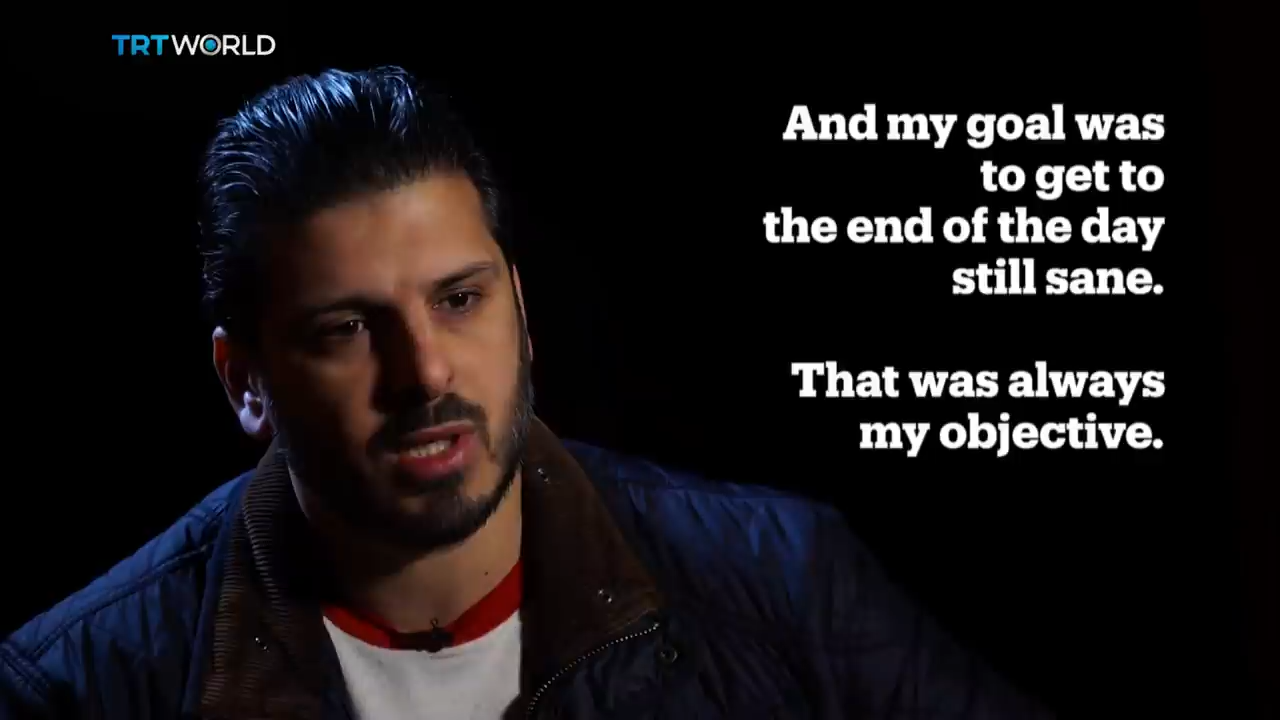 TRTWORLD
And my goal was
to get to
the end of the day
still sane.
That was always
my objective.